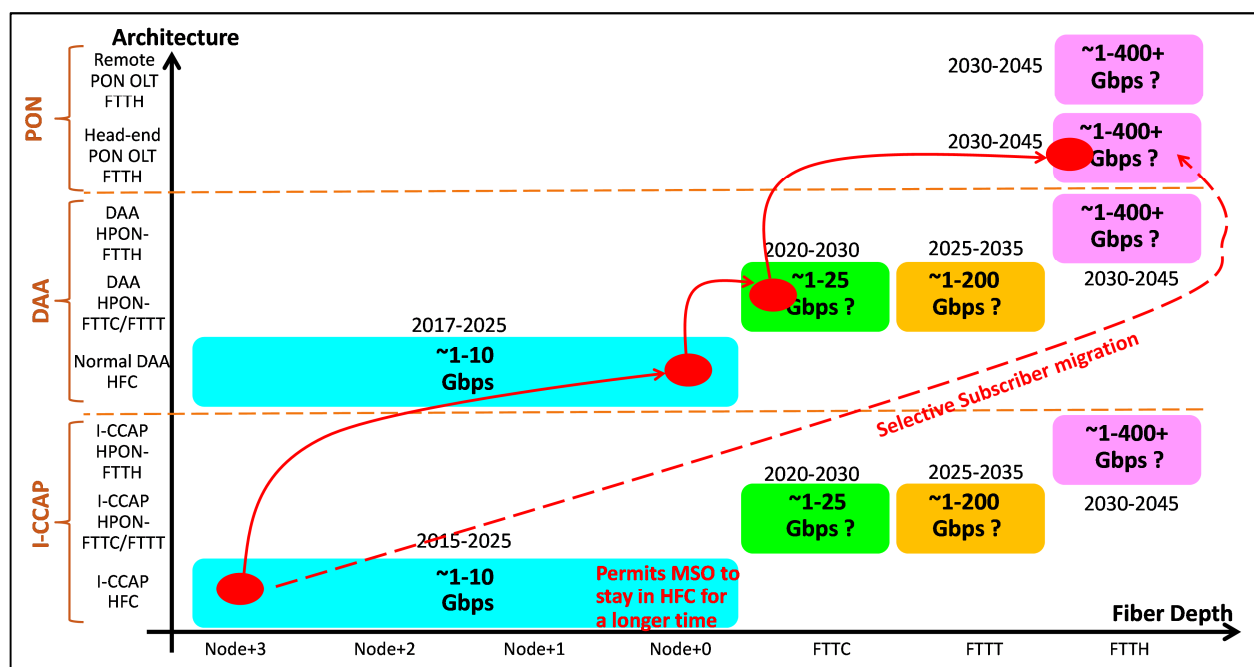 Architecture
PON
Remote
PON OLT
FTTH
2030-2045
~1-400+
Gbps ?
Head-end
PON OLT
FTTH
2030-2045
~1-400+
Gbps ?
DAA
DAA
HPON-
FTTH
~1-400+
Gbps ?
DAA
HPON-
FTTC/FTTT
2020-2030
~1-25
Gbps ?
2025-2035
~1-200
Gbps ?
2030-2045
Normal DAA
HFC
2017-2025
~1-10
Gbps
Selective Subscriber migration
I-CCAP
I-CCAP
HPON-
FTTH
~1-400+
Gbps ?
I-CCAP
HPON-
FTTC/FTTT
2020-2030
~1-25
Gbps ?
2025-2035
~1-200
Gbps ?
2030-2045
I-CCAP
HFC
2015-2025
~1-10
Gbps
Permits MSO to
stay in HFC for
a longer time
Fiber Depth
Node+3
Node+2
Node+1
Node+0
FTTC
FTTT
FTTH